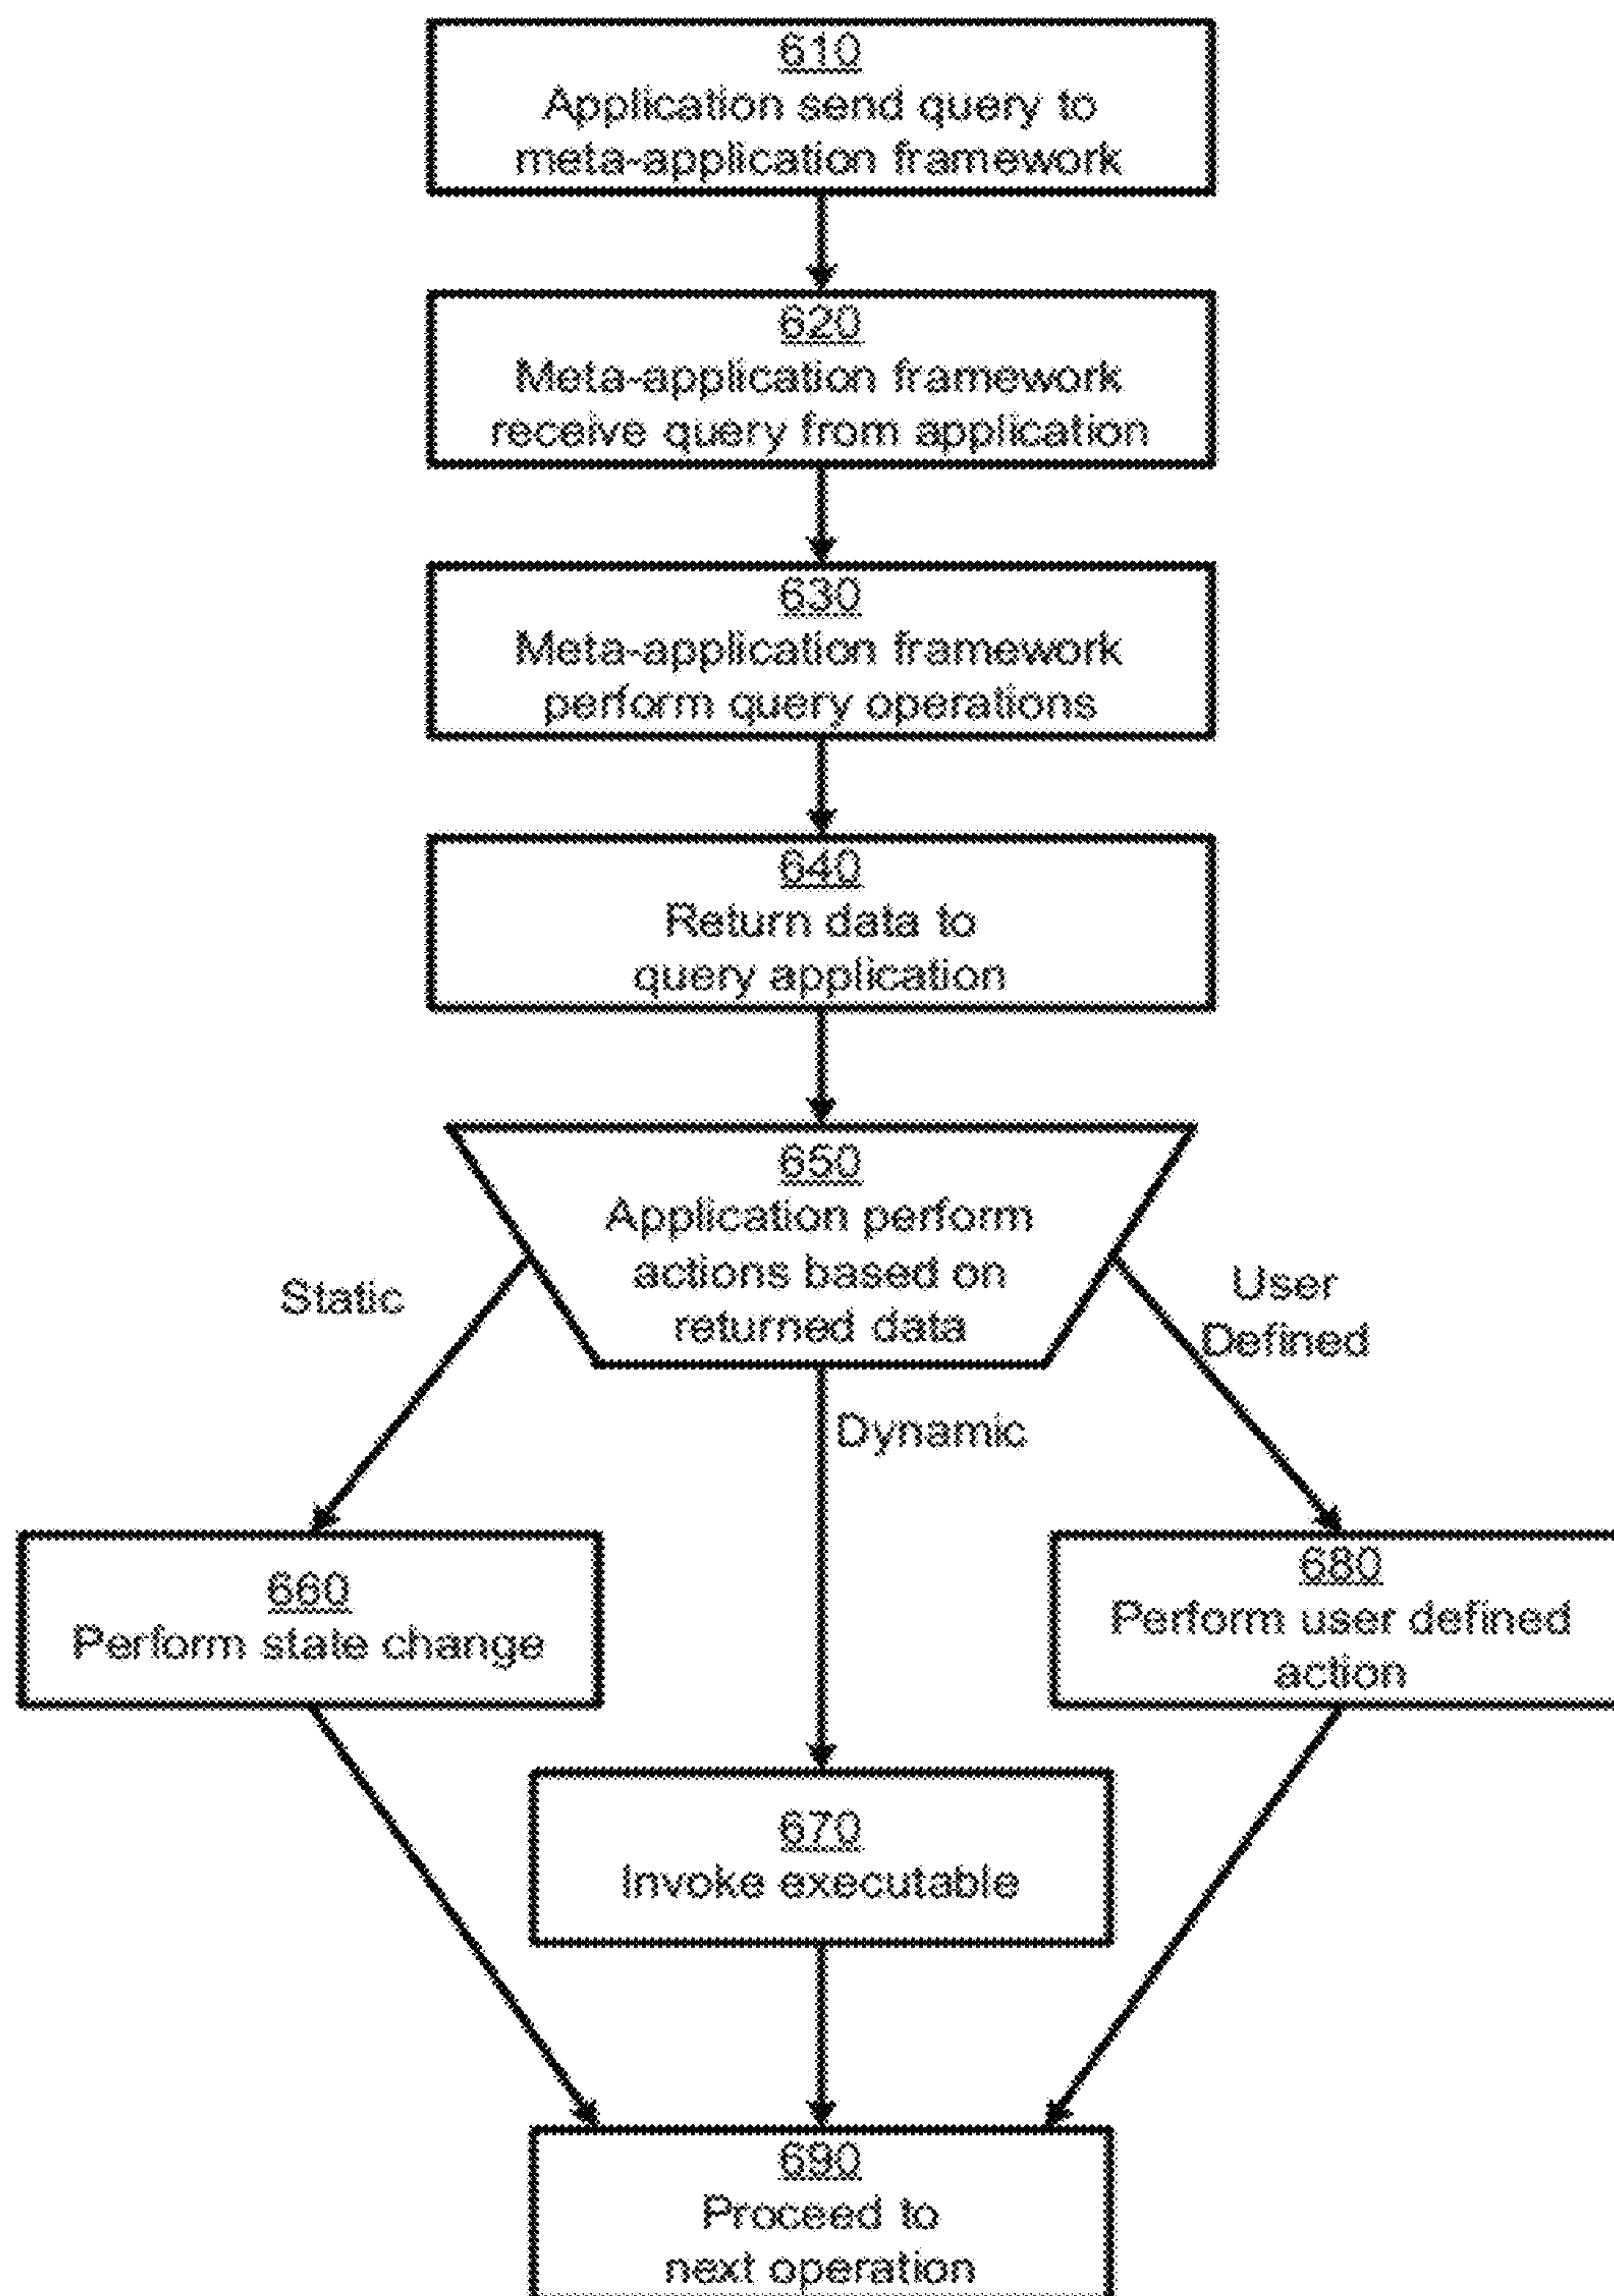 610
Application send query to
meta-application framework
620
Meta-application framework
receive query from application
630
Meta-application framework
perform query operations
640
Return data to
query application
650
Application perform
actions based on
returned data
Static
User
Defined
Dynamic
660
Perform state change
680
Perform user defined
action
670
Invoke executable
690
Proceed to
next operation